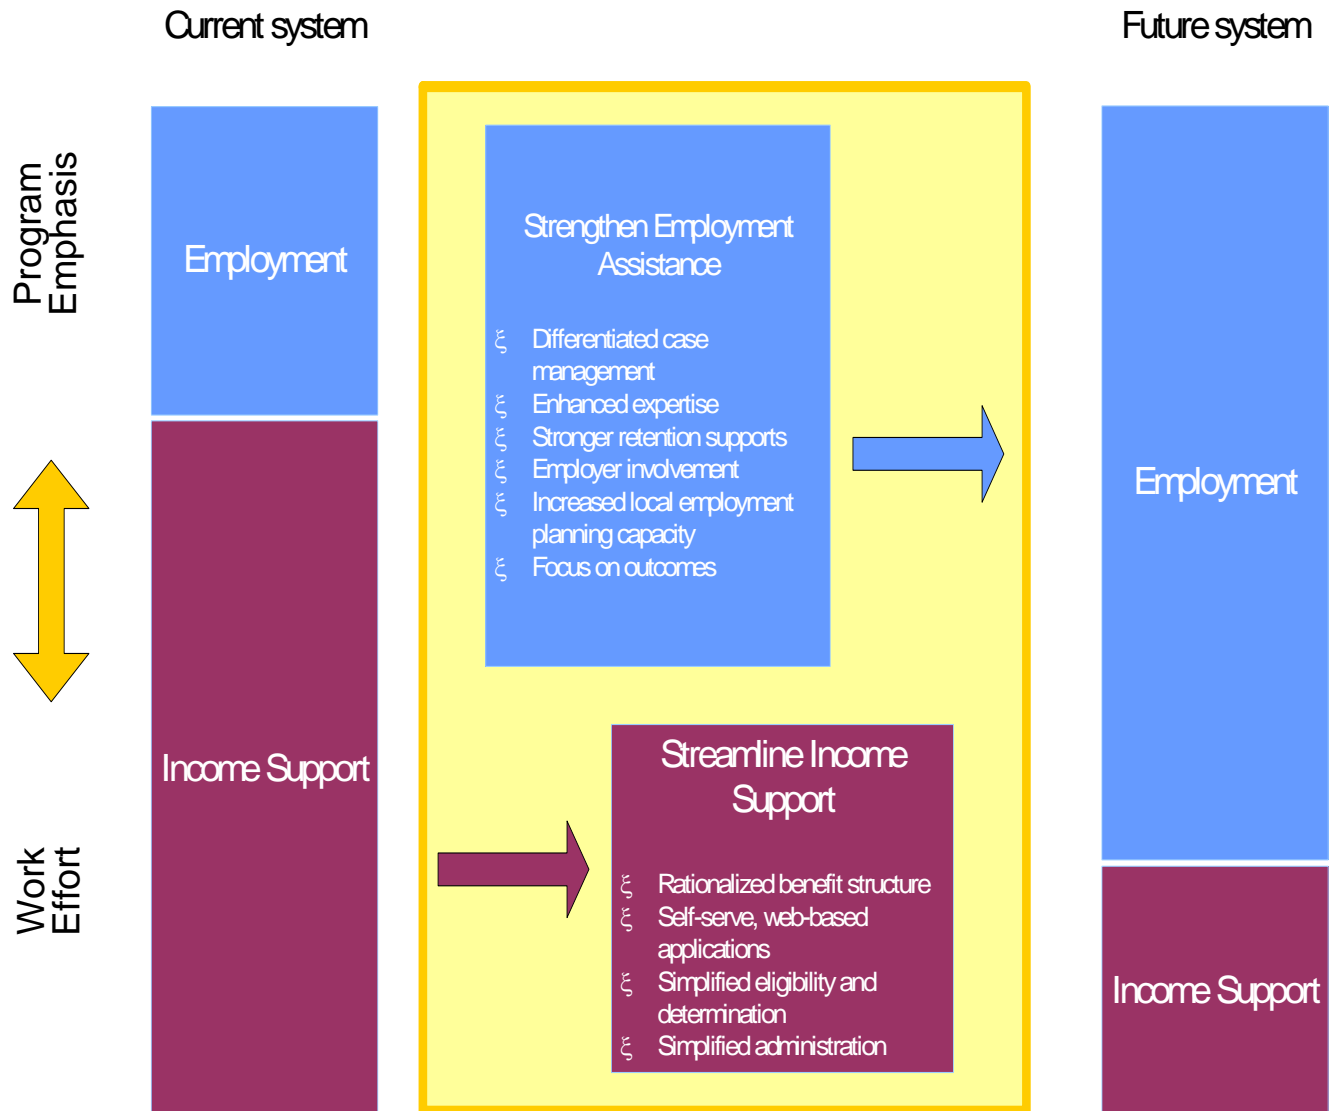 Current system
Future system
Program
Emphasis
Employment
Strengthen Employment
Assistance
ξ Differentiated case
management
ξ Enhanced expertise
ξ Stronger retention supports
ξ Employer involvement
ξ Increased local employment
planning capacity
ξ Focus on outcomes
Employment
Work
Effort
Income Support
Streamline Income
Support
ξ Rationalized benefit structure
ξ Self-serve, web-based
applications
ξ Simplified eligibility and
determination
ξ Simplified administration
Income Support